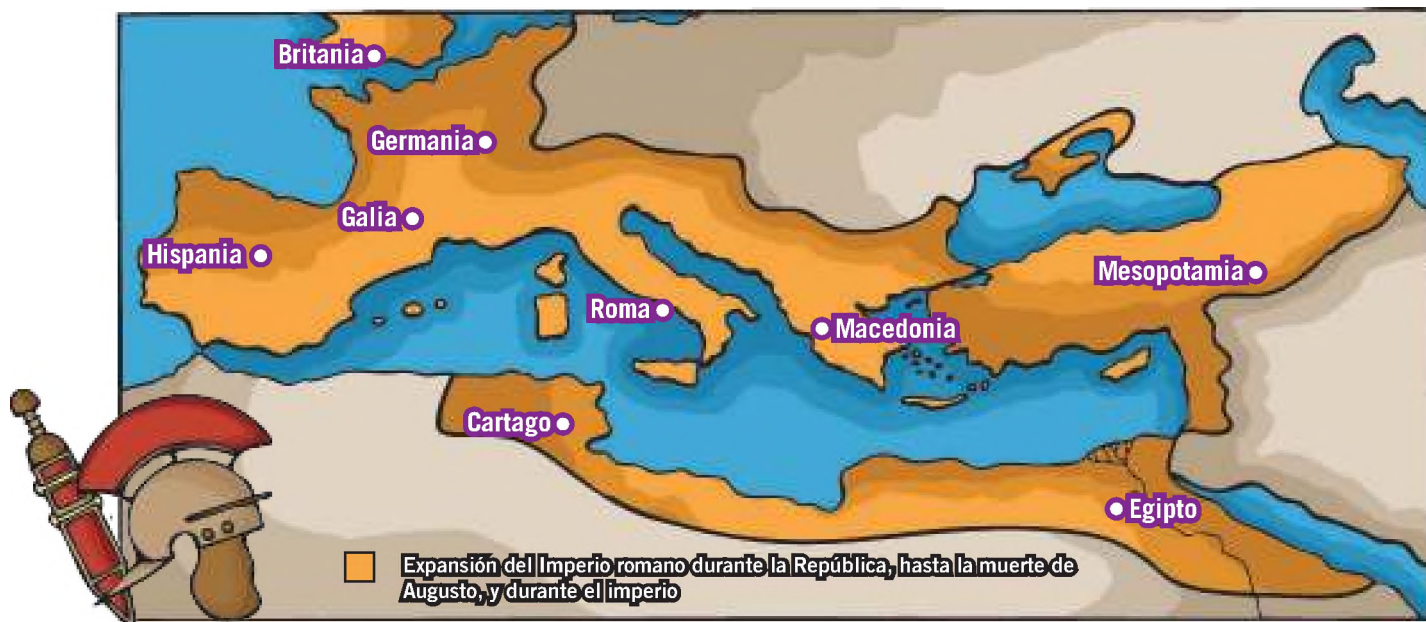 Britania
Germania
Galia
Hispania
Mesopotamia
Roma
Macedonia
Cartago
Egipto
Expansión del Imperio romano durante la República, hasta la muerte de
Augusto, y durante el imperio